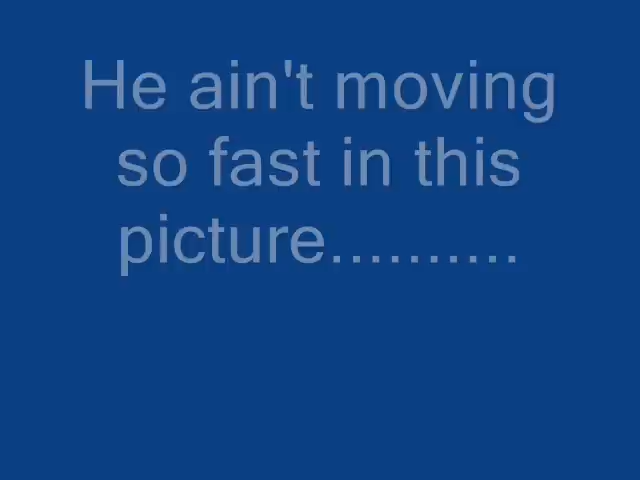 He ain't moving
so fast in this
picture..........